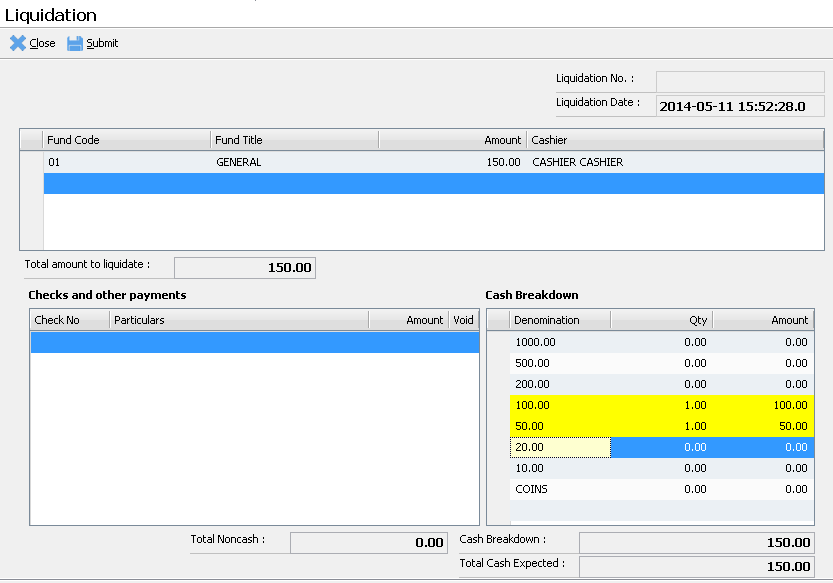 Liquidation
Close Submit
Liquidation No. :
Liquidation Date : 2014-05-11 15:52:28.0
Fund Code Fund Title Amount Cashier
01 GENERAL 150.00 CASHIER CASHIER
Total amount to liquidate : 150.00
Checks and other payments
Check No Particulars Amount Void
Cash Breakdown
Denomination Qty Amount
1000.00 0.00 0.00
500.00 0.00 0.00
200.00 0.00 0.00
100.00 1.00 100.00
50.00 1.00 50.00
20.00 0.00 0.00
10.00 0.00 0.00
COINS 0.00 0.00
Total Noncash : 0.00
Cash Breakdown : 150.00
Total Cash Expected : 150.00